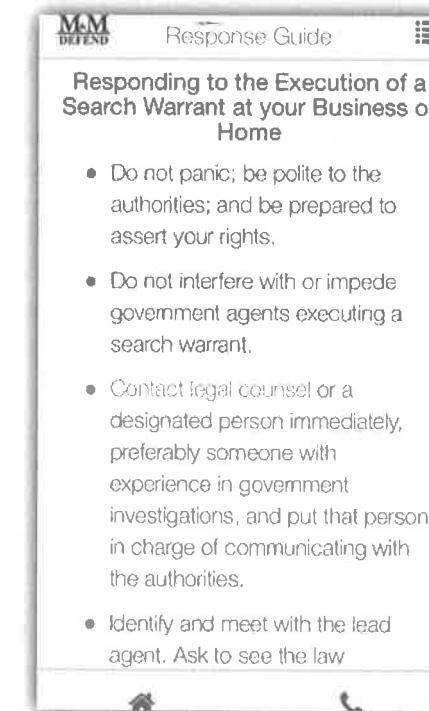 M&M
DEFEND
Response Guide
Responding to the Execution of a
Search Warrant at your Business o
Home
• Do not panic; be polite to the
authorities; and be prepared to
assert your rights.
• Do not interfere with or impede
government agents executing a
search warrant.
• Contact legal counsel or a
designated person immediately,
preferably someone with
experience in government
investigations, and put that person
in charge of communicating with
the authorities.
• Identify and meet with the lead
agent. Ask to see the law